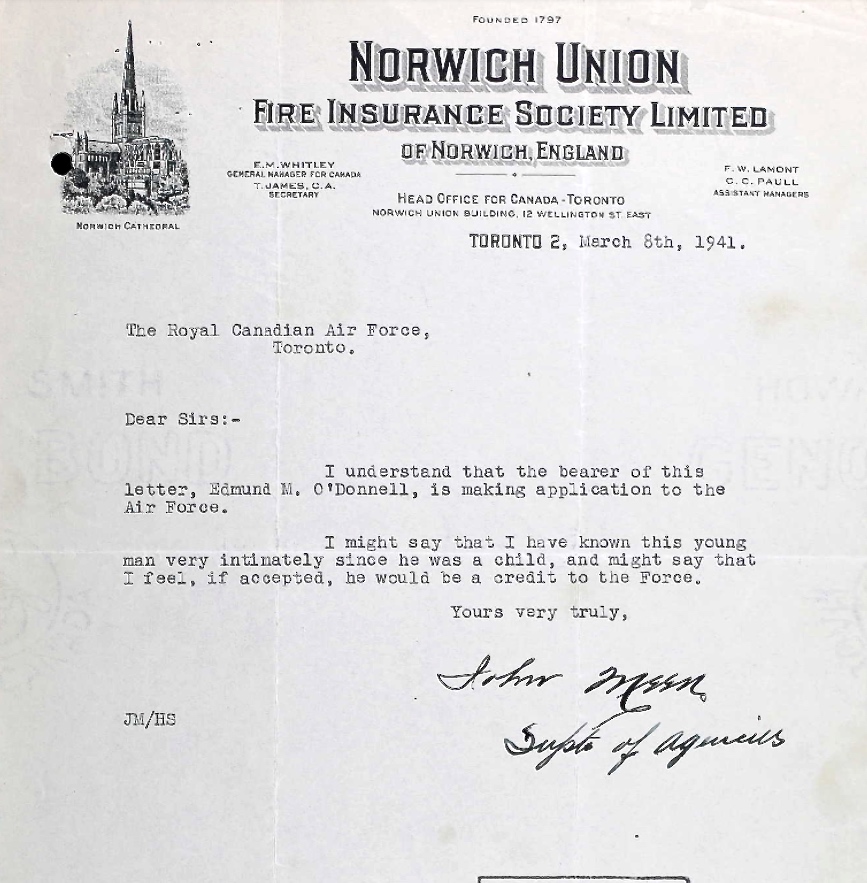 FOUNDED 1797
NORWICH UNION
FIRE INSURANCE SOCIETY LIMITED
OF NORWICH, ENGLAND
E.M. WHITLEY
GENERAL MANAGER FOR CANADA
T. JAMES, C.A.
SECRETARY
F. W. LAMONT
C. C. PAULL
ASSISTANT MANAGERS
HEAD OFFICE FOR CANADA - TORONTO
NORWICH UNION BUILDING, 12 WELLINGTON ST. EAST
NORWICH CATHEDRAL
TORONTO 2, March 8th, 1941.
The Royal Canadian Air Force,
Toronto.
SMITH
HOW
BOND
GEND
Dear Sirs:-
I understand that the bearer of this
letter, Edmund M. O'Donnell, is making application to the
Air Force.
I might say that I have known this young
man very intimately since he was a child, and might say that
I feel, if accepted, he would be a credit to the Force.
Yours very truly,
John Meen
JM/HS
Supt of Agencies